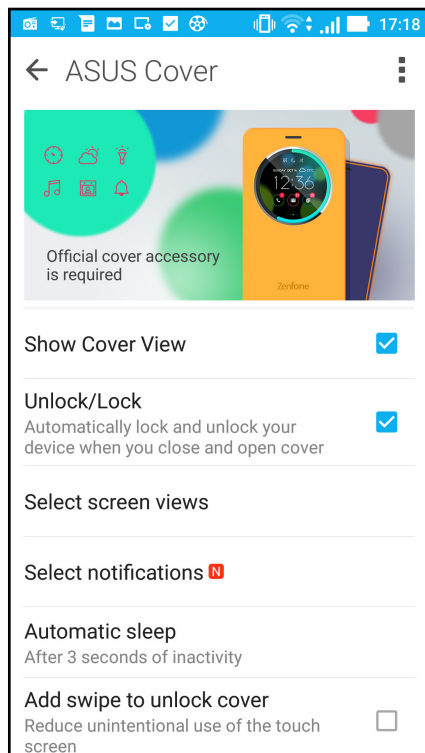 17:18
ASUS Cover
12:36
Official cover accessory
is required
Zenfone
Show Cover View
Unlock/Lock
Automatically lock and unlock your
device when you close and open cover
Select screen views
Select notifications N
Automatic sleep
After 3 seconds of inactivity
Add swipe to unlock cover
Reduce unintentional use of the touch
screen